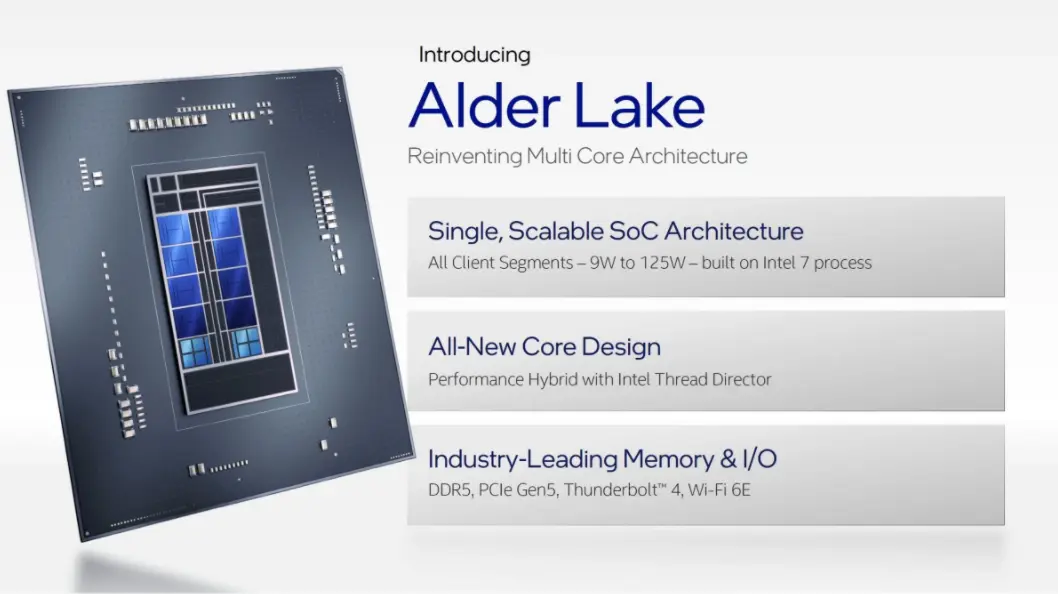 Introducing
Alder Lake
Reinventing Multi Core Architecture
Single, Scalable SoC Architecture
All Client Segments – 9W to 125W – built on Intel 7 process
All-New Core Design
Performance Hybrid with Intel Thread Director
Industry-Leading Memory & I/O
DDR5, PCIe Gen5, Thunderbolt™ 4, Wi-Fi 6E